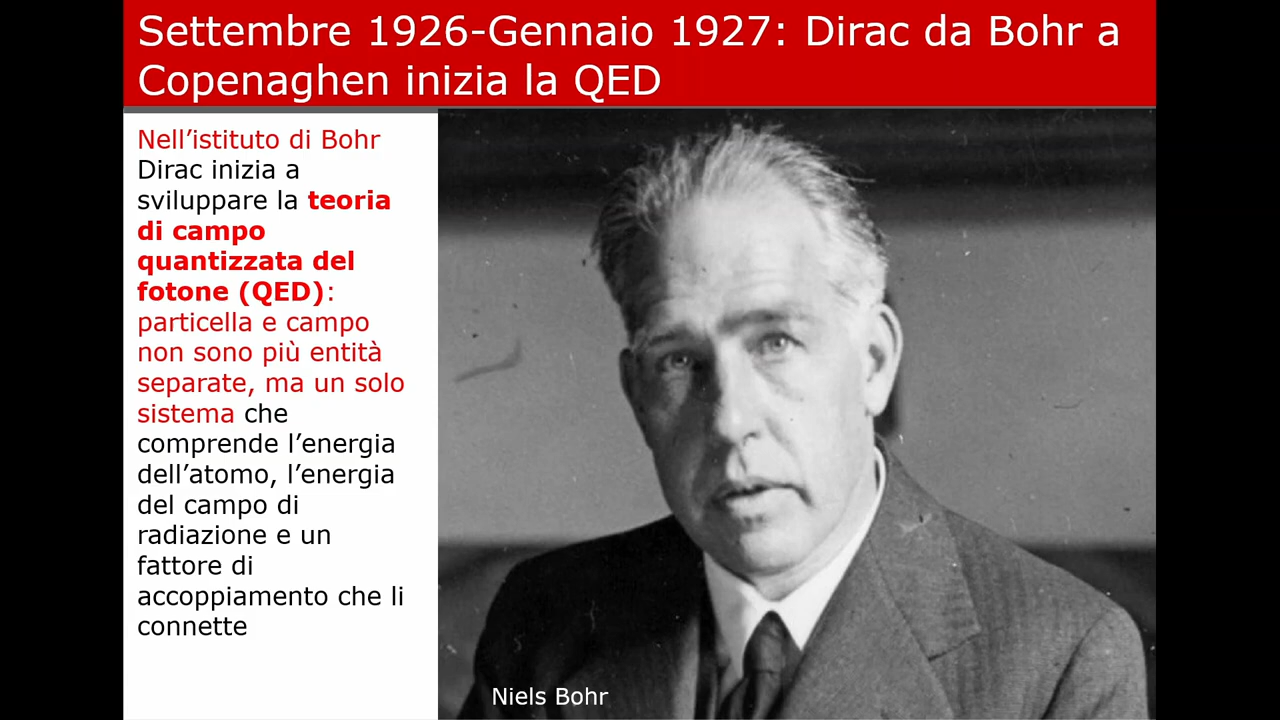 Settembre 1926-Gennaio 1927: Dirac da Bohr a
Copenaghen inizia la QED
Nell’istituto di Bohr
Dirac inizia a
sviluppare la teoria
di campo
quantizzata del
fotone (QED):
particella e campo
non sono più entità
separate, ma un solo
sistema che
comprende l’energia
dell’atomo, l’energia
del campo di
radiazione e un
fattore di
accoppiamento che li
connette
Niels Bohr